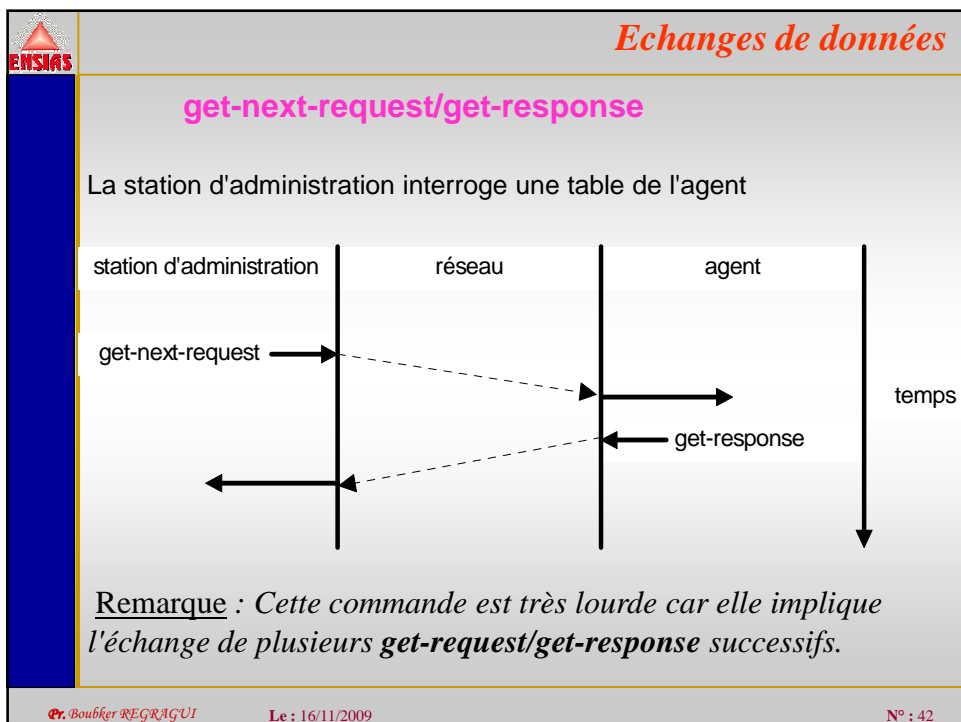 ENSIAS
Echanges de données
get-next-request/get-response
La station d'administration interroge une table de l'agent
station d'administration réseau agent
get-next-request
temps
get-response
Remarque : Cette commande est très lourde car elle implique
l'échange de plusieurs get-request/get-response successifs.
Pr. Boubker REGRAGUI Le : 16/11/2009 N° : 42